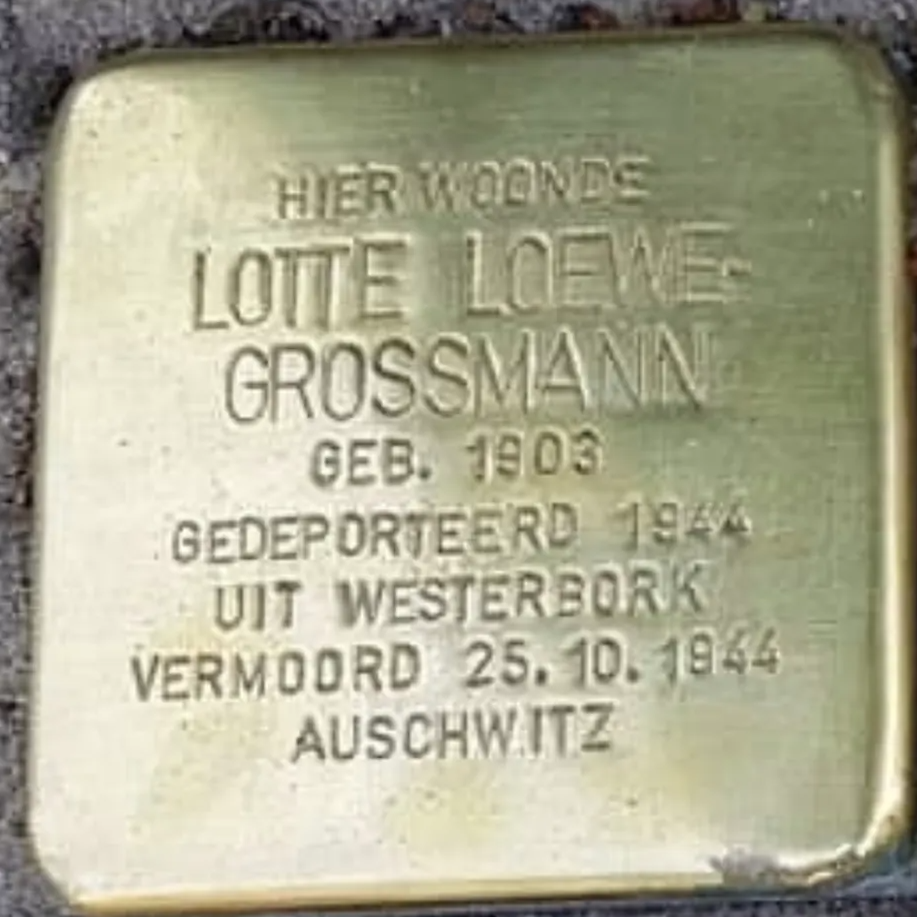 HIER WOONDE
LOTTE LOEWE-
GROSSMANN
GEB. 1903
GEDEPORTEERD 1944
UIT WESTERBORK
VERMOORD 25.10.1944
AUSCHWITZ